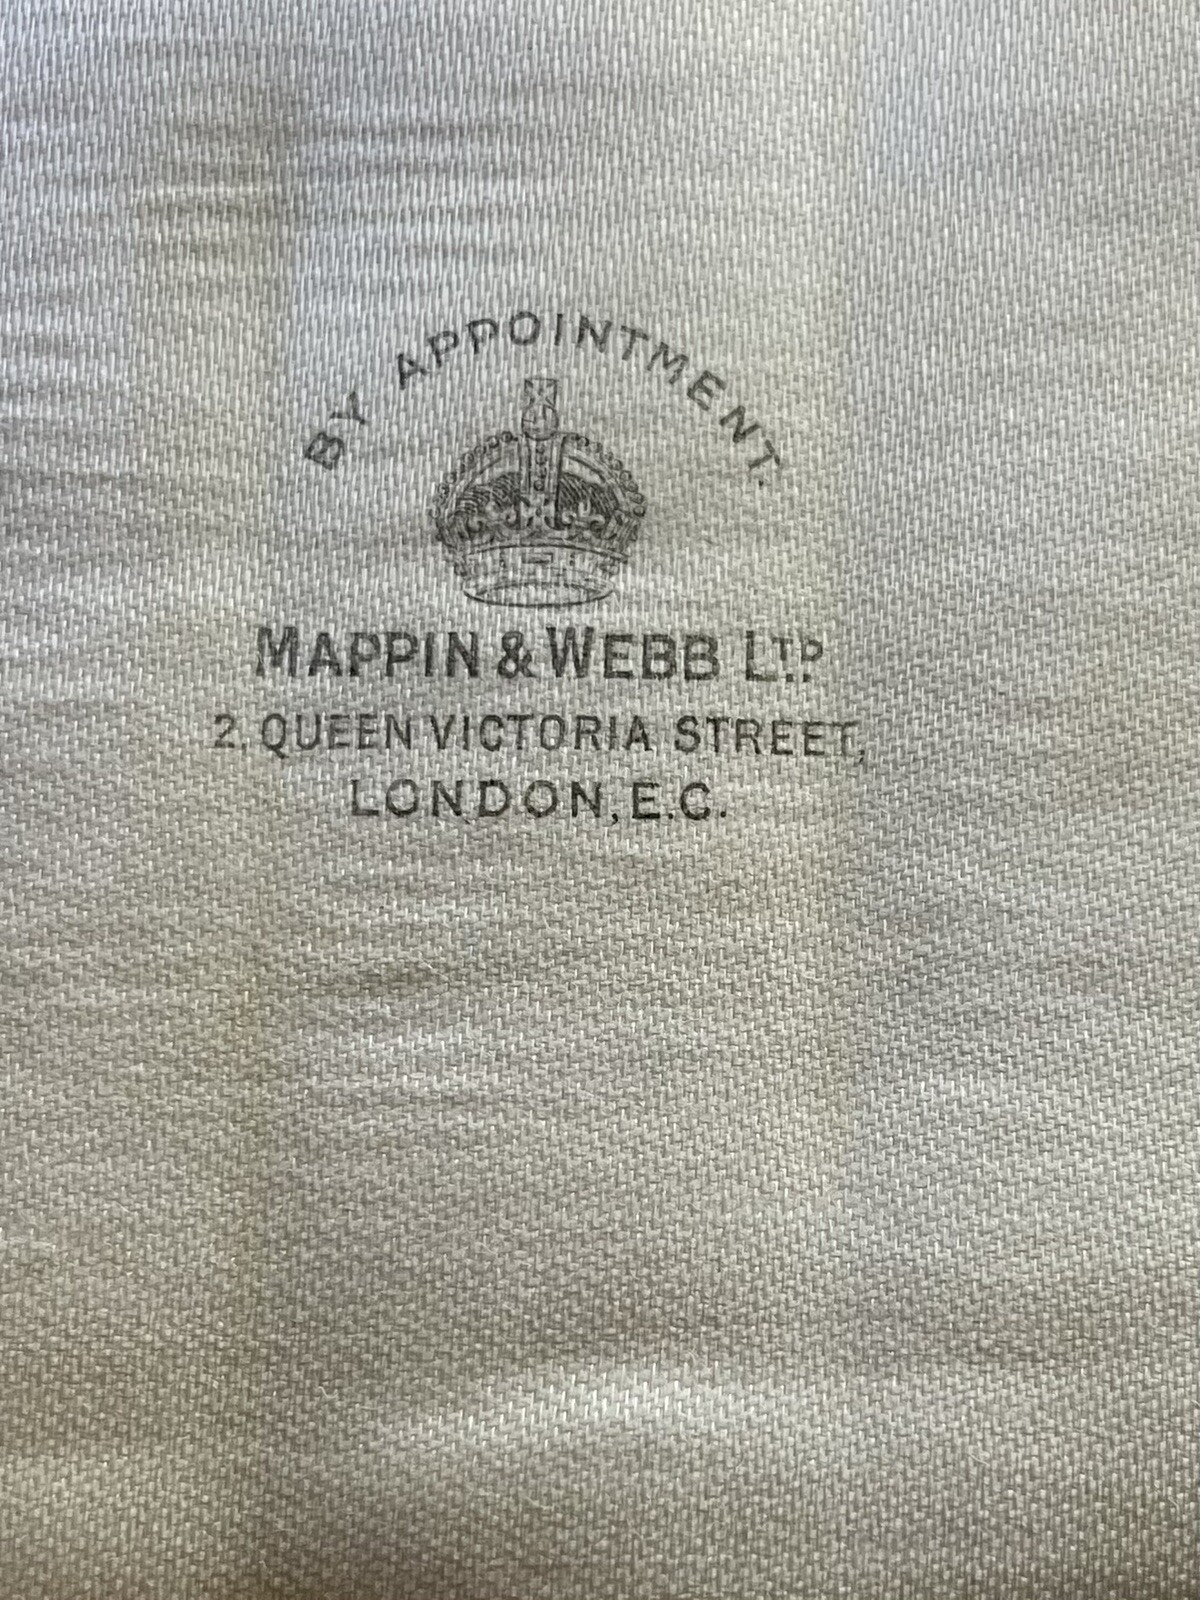 BY APPOINTMENT.
MAPPIN & WEBB LTD
2, QUEEN VICTORIA STREET,
LONDON, E.C.